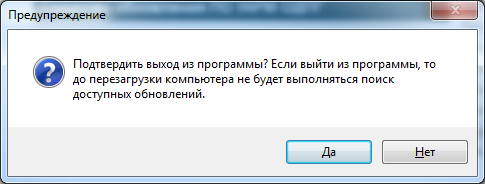 Предупреждение
Подтвердить выход из программы? Если выйти из программы, то
до перезагрузки компьютера не будет выполняться поиск
доступных обновлений.
Да
Нет